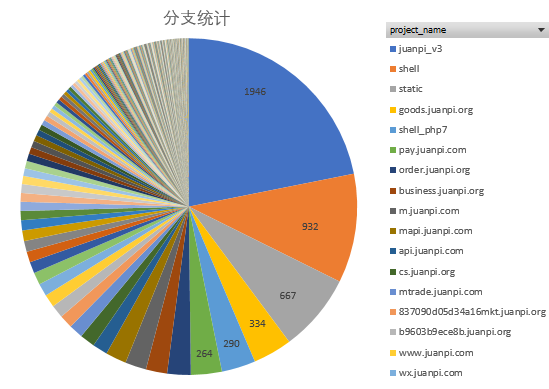 分支统计
1946
932
667
334
290
264
project_name
juanpi_v3
shell
static
goods.juanpi.org
shell_php7
pay.juanpi.com
order.juanpi.org
business.juanpi.org
m.juanpi.com
mapi.juanpi.com
api.juanpi.com
cs.juanpi.org
mtrade.juanpi.com
837090d05d34a16mkt.juanpi.org
b9603b9ece8b.juanpi.org
www.juanpi.com
wx.juanpi.com